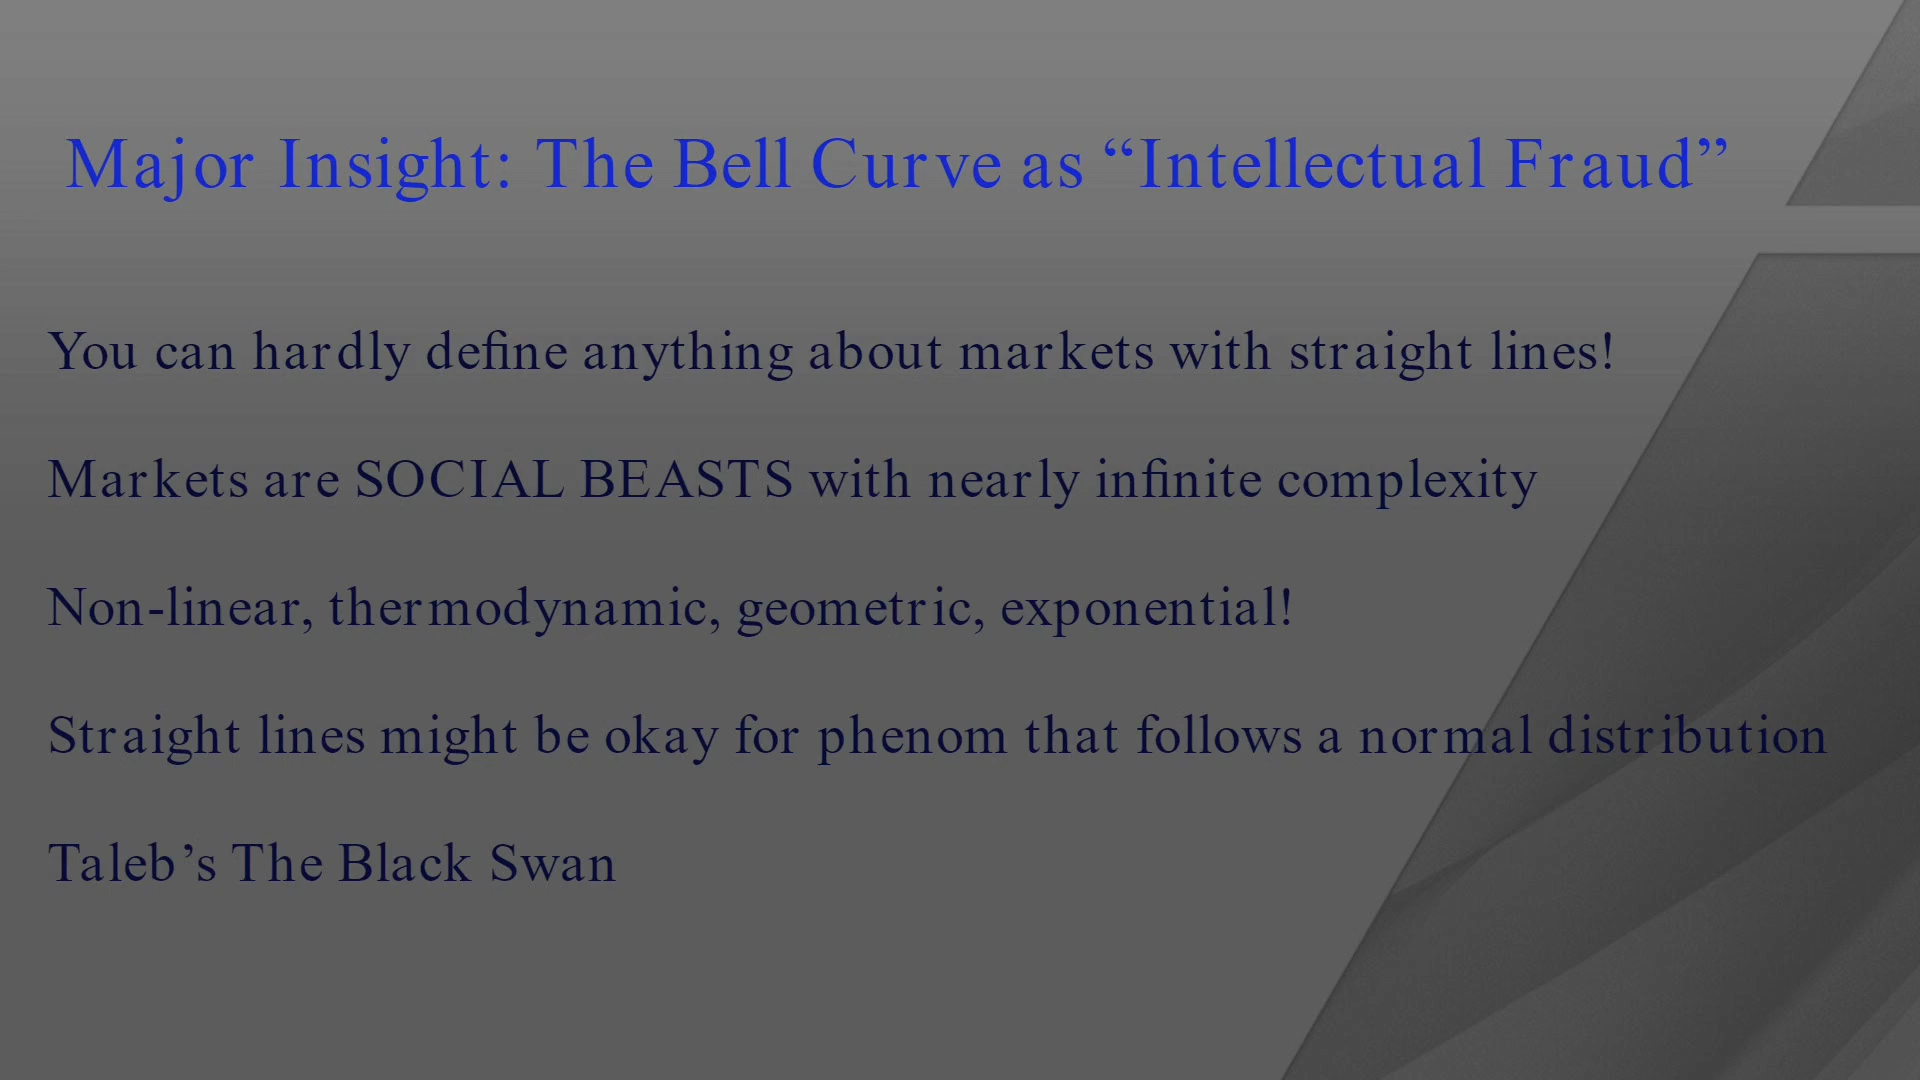 Major Insight: The Bell Curve as “Intellectual Fraud”
You can hardly define anything about markets with straight lines!
Markets are SOCIAL BEASTS with nearly infinite complexity
Non-linear, thermodynamic, geometric, exponential!
Straight lines might be okay for phenom that follows a normal distribution
Taleb’s The Black Swan